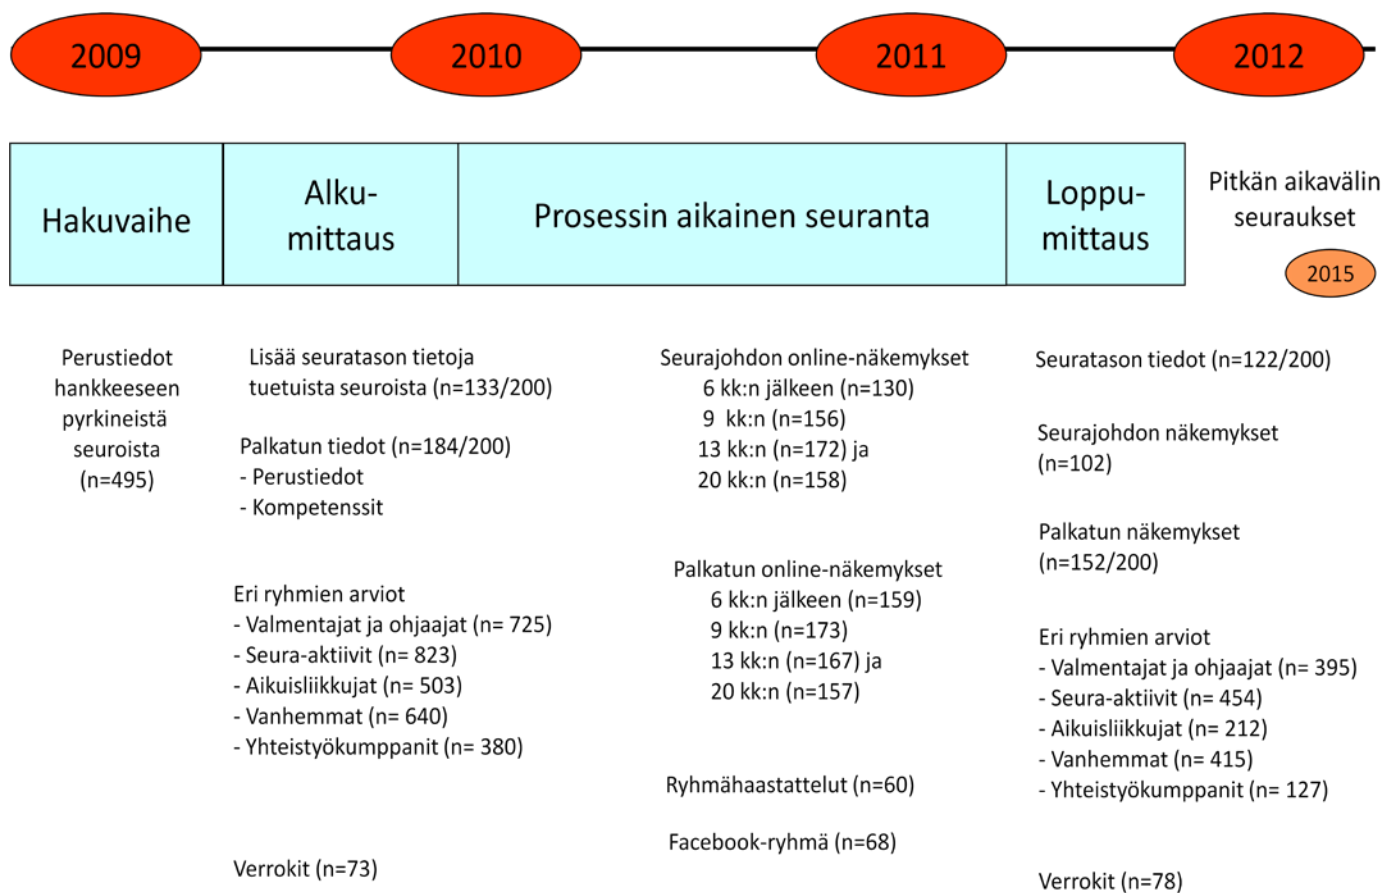 2009
2010
2011
2012
Hakuvaihe
Alku-
mittaus
Prosessin aikainen seuranta
Loppu-
mittaus
Pitkän aikavälin
seuraukset
2015
Perustiedot
hankkeeseen
pyrkineistä
seuroista
(n=495)
Lisää seuratason tietoja
tuetuista seuroista (n=133/200)
Palkatun tiedot (n=184/200)
- Perustiedot
- Kompetenssit
Eri ryhmien arviot
- Valmentajat ja ohjaajat (n= 725)
- Seura-aktiivit (n= 823)
- Aikuisliikkujat (n= 503)
- Vanhemmat (n= 640)
- Yhteistyökumppanit (n= 380)
Verrokit (n=73)
Seurajohdon online-näkemykset
6 kk:n jälkeen (n=130)
9 kk:n (n=156)
13 kk:n (n=172) ja
20 kk:n (n=158)
Palkatun online-näkemykset
6 kk:n jälkeen (n=159)
9 kk:n (n=173)
13 kk:n (n=167) ja
20 kk:n (n=157)
Ryhmähaastattelut (n=60)
Facebook-ryhmä (n=68)
Seuratason tiedot (n=122/200)
Seurajohdon näkemykset
(n=102)
Palkatun näkemykset
(n=152/200)
Eri ryhmien arviot
- Valmentajat ja ohjaajat (n= 395)
- Seura-aktiivit (n= 454)
- Aikuisliikkujat (n= 212)
- Vanhemmat (n= 415)
- Yhteistyökumppanit (n= 127)
Verrokit (n=78)